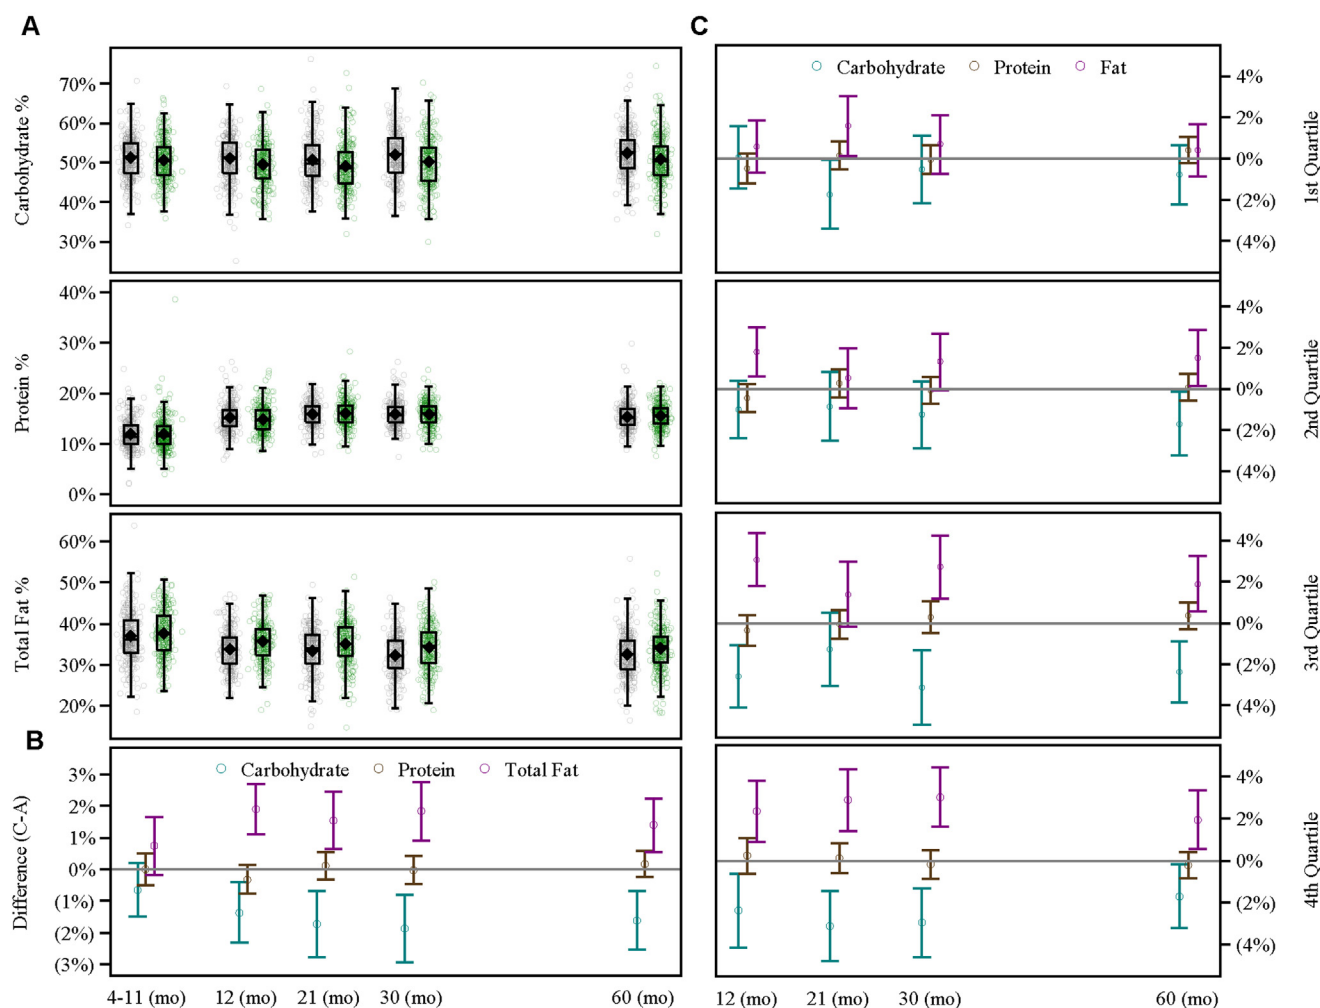 A
Carbohydrate %
70%
60%
50%
40%
30%
Protein %
40%
30%
20%
10%
0%
Total Fat %
60%
50%
40%
30%
20%
B
Difference (C-A)
Carbohydrate Protein Total Fat
3%
2%
1%
0%
(1%)
(2%)
(3%)
4-11 (mo) 12 (mo) 21 (mo) 30 (mo) 60 (mo)
C
Carbohydrate Protein Fat
4%
2%
0%
(2%)
(4%)
1st Quartile
4%
2%
0%
(2%)
(4%)
2nd Quartile
4%
2%
0%
(2%)
(4%)
3rd Quartile
4%
2%
0%
(2%)
(4%)
4th Quartile
12 (mo) 21 (mo) 30 (mo) 60 (mo)